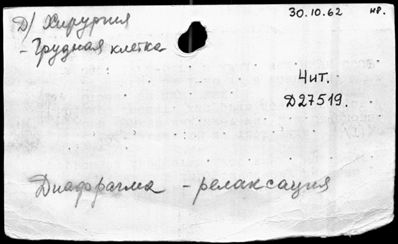 Д/ Хирургия
30.10.62 нр.
- Грудная клетка
Чит.
Д27519.
Диафрагма - релаксация